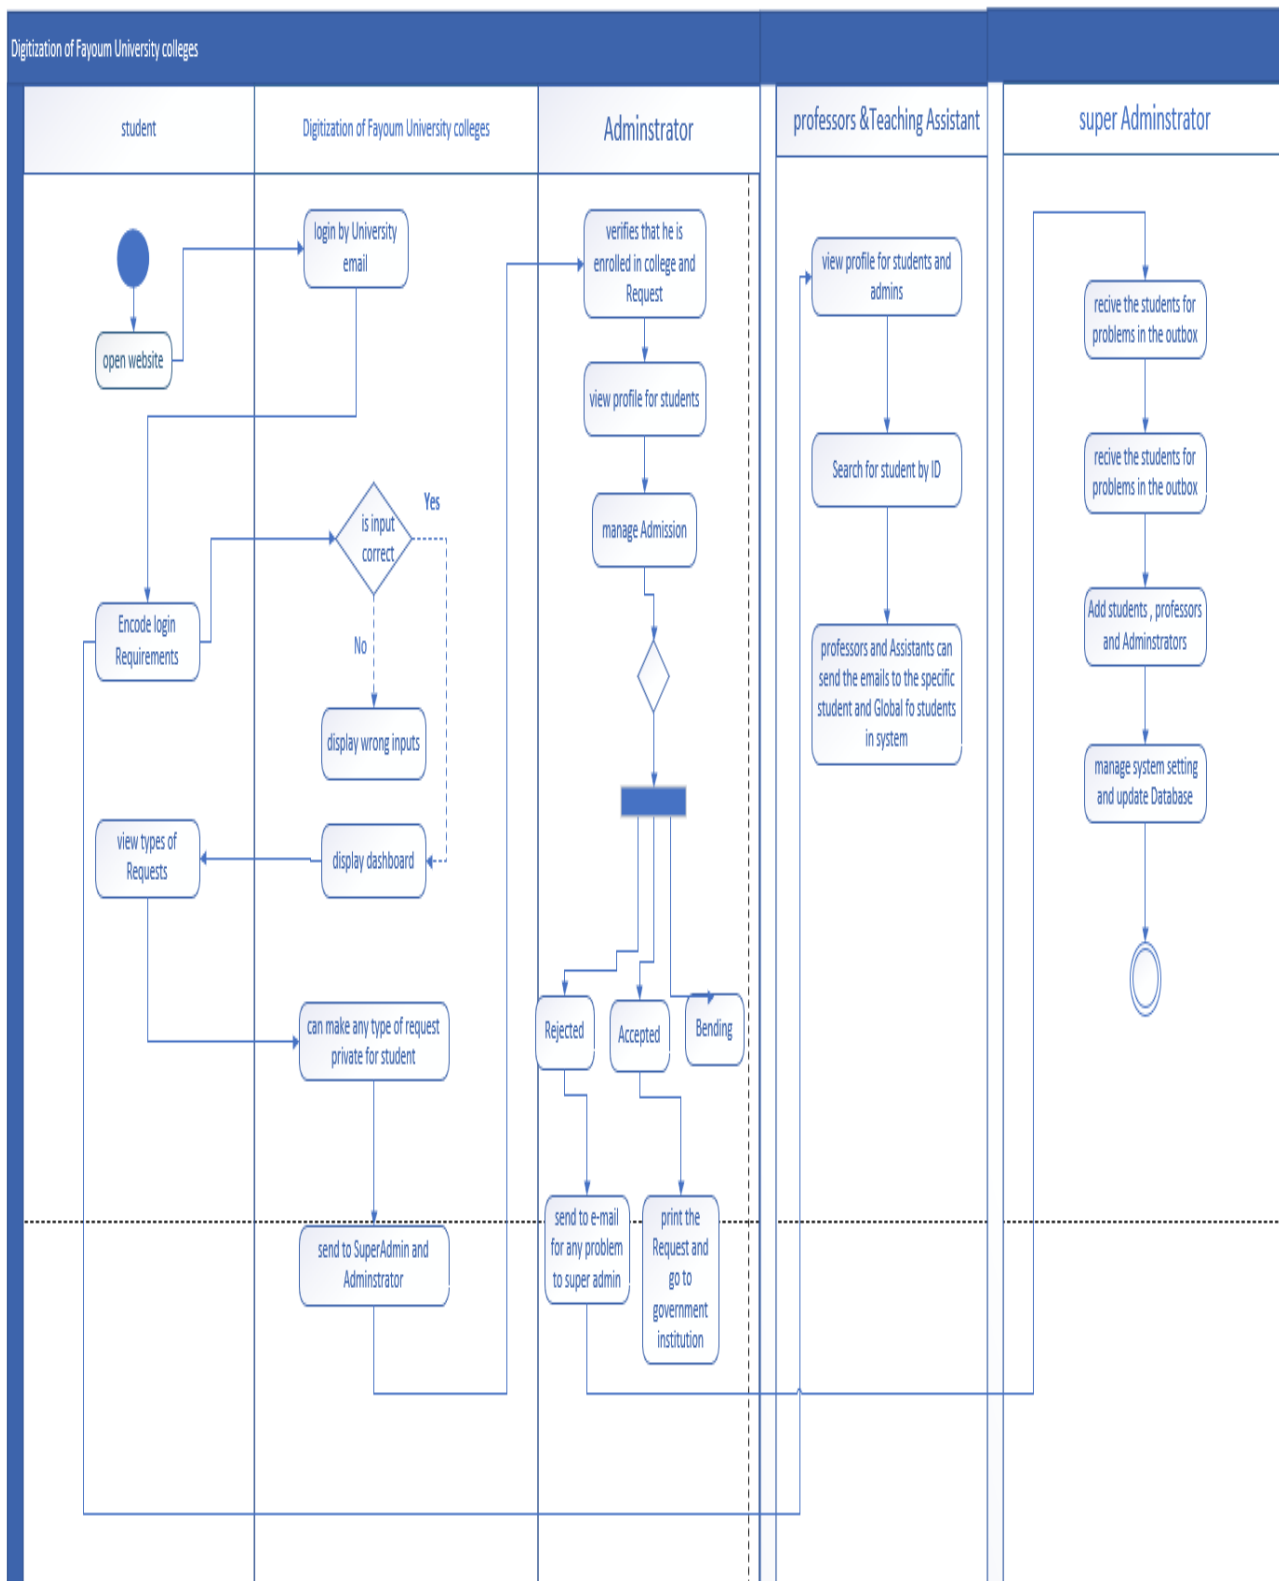 Digitization of Fayoum University colleges
student
Digitization of Fayoum University colleges
Adminstrator
professors &Teaching Assistant
super Adminstrator
open website
Encode login
Requirements
view types of
Requests
login by University
email
is input
correct
Yes
No
display wrong inputs
display dashboard
can make any type of request
private for student
send to SuperAdmin and
Adminstrator
verifies that he is
enrolled in college and
Request
view profile for students
manage Admission
Rejected
Accepted
Bending
send to e-mail
for any problem
to super admin
print the
Request and
go to
government
institution
view profile for students and
admins
Search for student by ID
professors and Assistants can
send the emails to the specific
student and Global fo students
in system
recive the students for
problems in the outbox
recive the students for
problems in the outbox
Add students , professors
and Adminstrators
manage system setting
and update Database